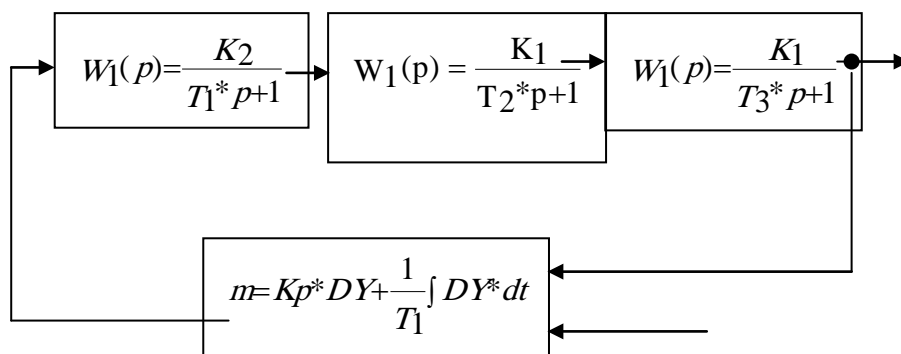 W₁(p)=K₂/(T₁*p+1)
W₁(p) = K₁/(T₂*p+1)
W₁(p)=K₁/(T₃*p+1)
m=Kp*DY+1/T₁∫DY*dt